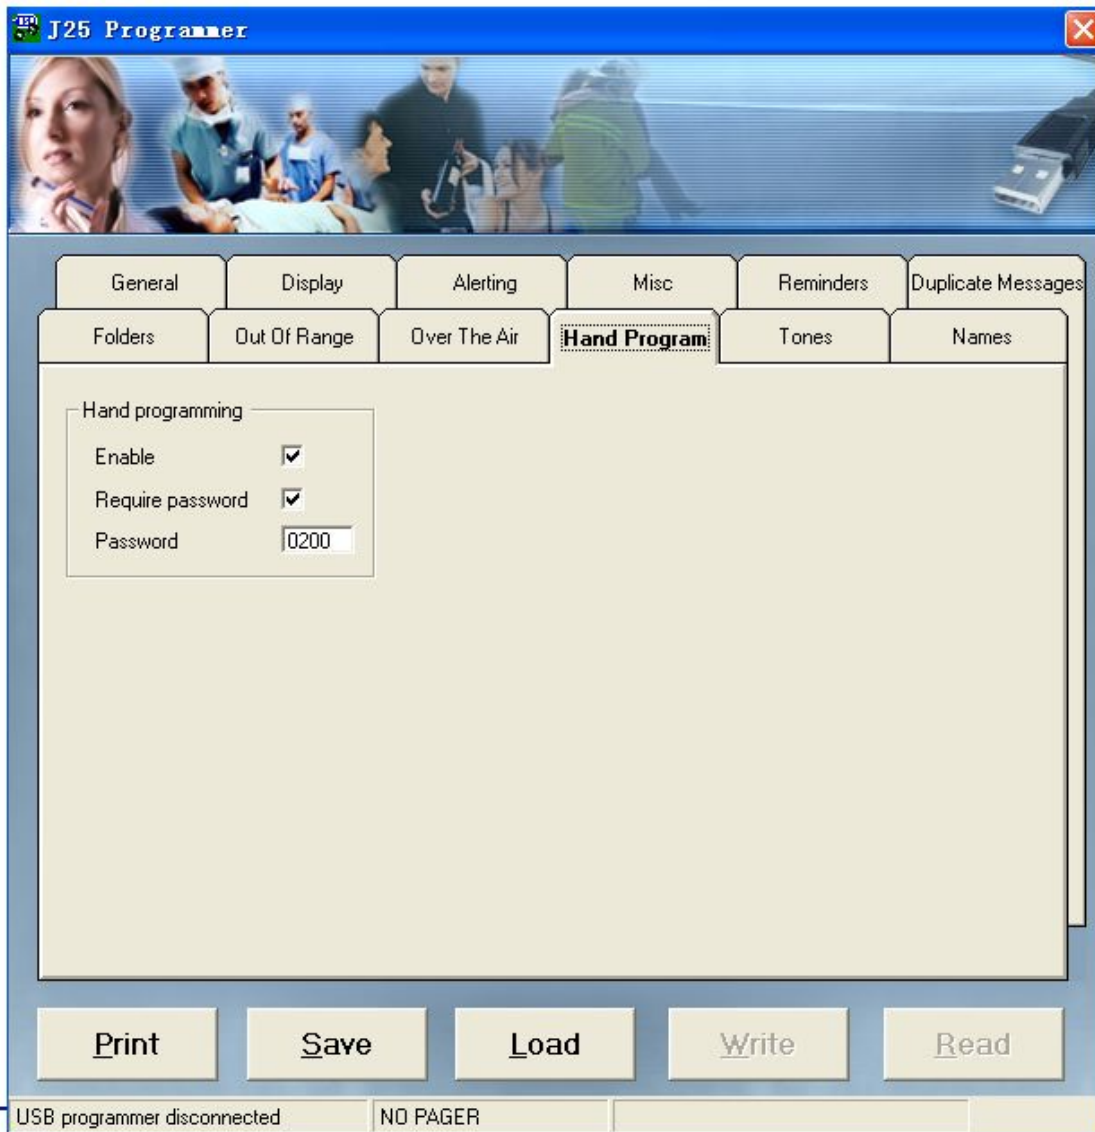 J25 Programmer
General Display Alerting Misc Reminders Duplicate Messages
Folders Out Of Range Over The Air Hand Program Tones Names
Hand programming
Enable
Require password
Password 0200
Print Save Load Write Read
USB programmer disconnected NO PAGER